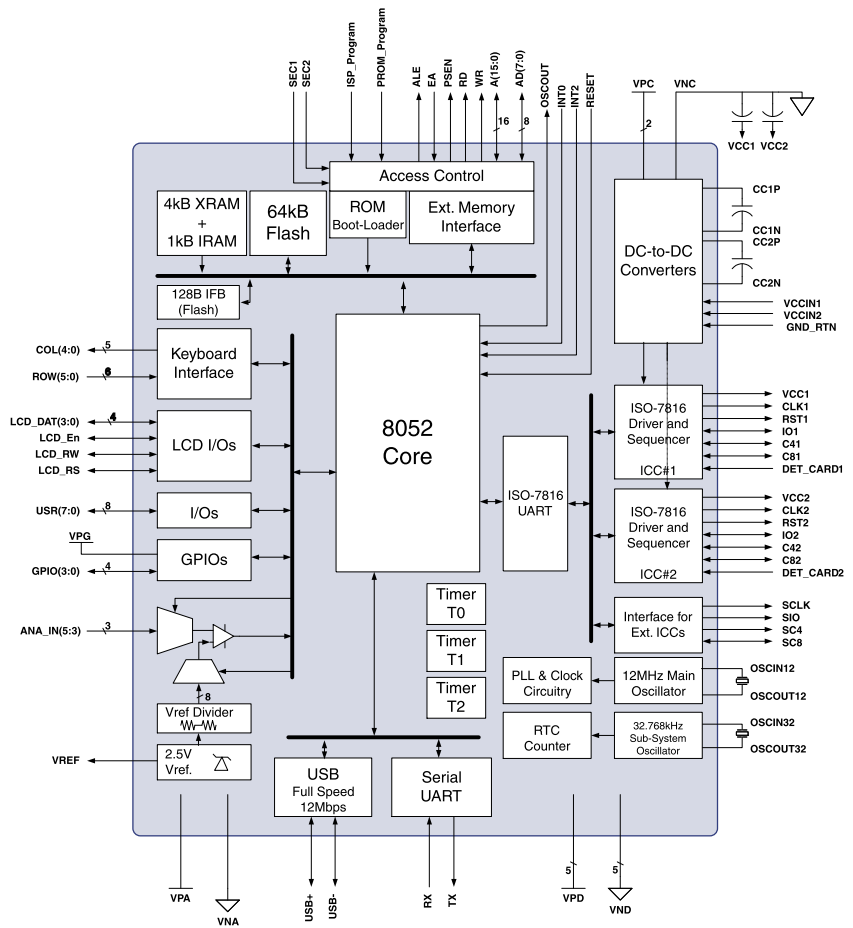 SEC1
SEC2
ISP_Program
PROM_Program
ALE
EA
PSEN
RD
WR
A(15:0)
AD(7:0)
OSCOUT
INT0
INT2
RESET
16
8
VPC
VNC
2
VCC1
VCC2
Access Control
4kB XRAM
+
1kB IRAM
64kB
Flash
ROM
Boot-Loader
Ext. Memory
Interface
DC-to-DC
Converters
CC1P
CC1N
CC2P
CC2N
VCCIN1
VCCIN2
GND_RTN
128B IFB
(Flash)
COL(4:0)
5
ROW(5:0)
6
Keyboard
Interface
LCD_DAT(3:0)
4
LCD_En
LCD_RW
LCD_RS
LCD I/Os
USR(7:0)
8
I/Os
VPG
GPIO(3:0)
4
GPIOs
ANA_IN(5:3)
3
8
Vref Divider
VREF
2.5V
Vref.
8052
Core
ISO-7816
UART
ISO-7816
Driver and
Sequencer
ICC#1
VCC1
CLK1
RST1
IO1
C41
C81
DET_CARD1
ISO-7816
Driver and
Sequencer
ICC#2
VCC2
CLK2
RST2
IO2
C42
C82
DET_CARD2
Interface for
Ext. ICCs
SCLK
SIO
SC4
SC8
Timer
T0
Timer
T1
Timer
T2
PLL & Clock
Circuitry
12MHz Main
Oscillator
OSCIN12
OSCOUT12
RTC
Counter
32.768kHz
Sub-System
Oscillator
OSCIN32
OSCOUT32
USB
Full Speed
12Mbps
Serial
UART
VPA
VNA
USB+
USB-
RX
TX
5
VPD
5
VND